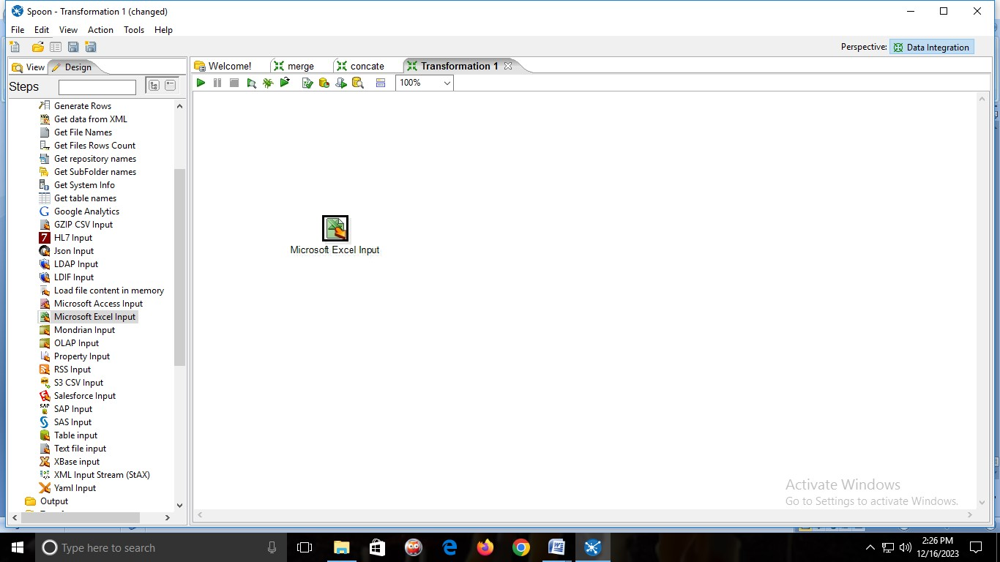 Spoon - Transformation 1 (changed)
File Edit View Action Tools Help
Perspective: Data Integration
View Design
Welcome! merge concate Transformation 1
Steps
100%
Generate Rows
Get data from XML
Get File Names
Get Files Rows Count
Get repository names
Get SubFolder names
Get System Info
Get table names
Google Analytics
GZIP CSV Input
HL7 Input
Json Input
LDAP Input
LDIF Input
Load file content in memory
Microsoft Access Input
Microsoft Excel Input
Mondrian Input
OLAP Input
Property Input
RSS Input
S3 CSV Input
Salesforce Input
SAP Input
SAS Input
Table input
Text file input
XBase input
XML Input Stream (StAX)
Yaml Input
Output
Microsoft Excel Input
Activate Windows
Go to Settings to activate Windows.
Type here to search
2:26 PM
12/16/2023